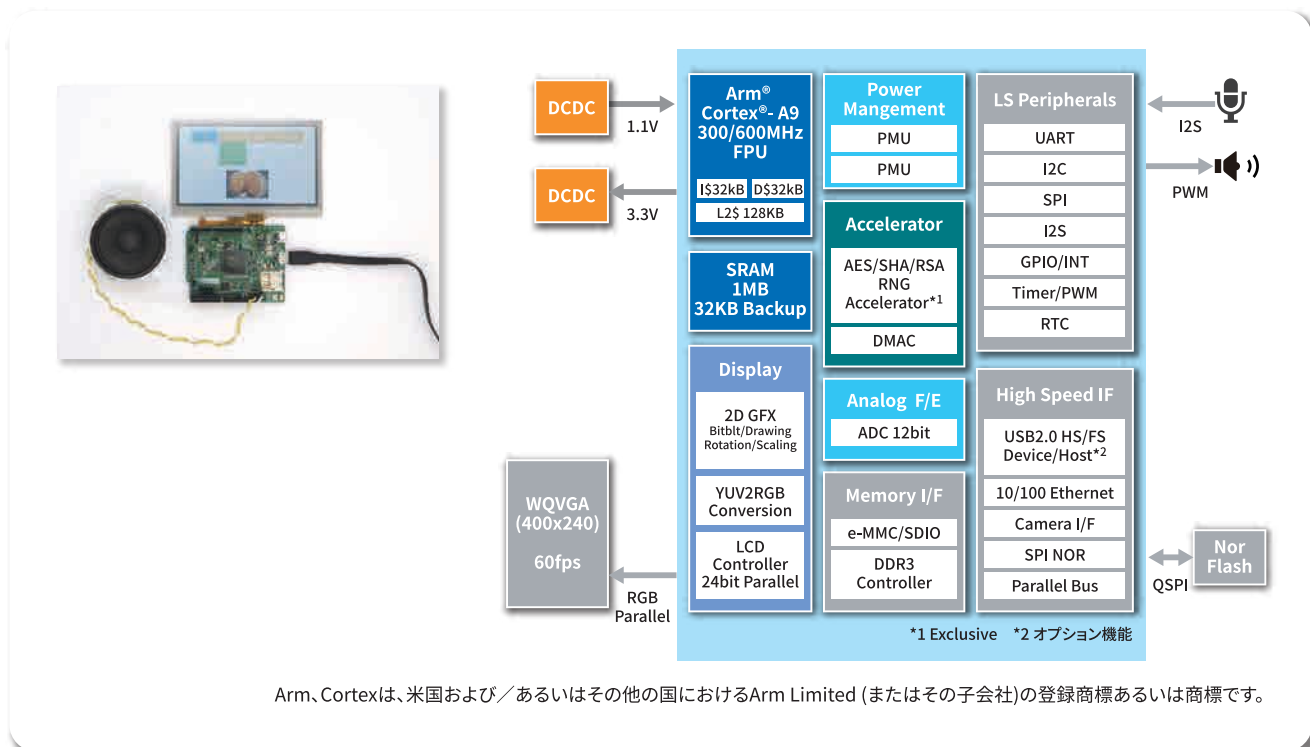 DCDC
1.1V
DCDC
3.3V
WQVGA
(400x240)
60fps
RGB
Parallel
Arm®
Cortex®- A9
300/600MHz
FPU
I$32kB
D$32kB
L2$ 128KB
SRAM
1MB
32KB Backup
Display
2D GFX
Bitblt/Drawing
Rotation/Scaling
YUV2RGB
Conversion
LCD
Controller
24bit Parallel
Power
Mangement
PMU
PMU
Accelerator
AES/SHA/RSA
RNG
Accelerator*1
DMAC
Analog F/E
ADC 12bit
Memory I/F
e-MMC/SDIO
DDR3
Controller
LS Peripherals
UART
I2C
SPI
I2S
GPIO/INT
Timer/PWM
RTC
High Speed IF
USB2.0 HS/FS
Device/Host*2
10/100 Ethernet
Camera I/F
SPI NOR
Parallel Bus
I2S
PWM
QSPI
Nor
Flash
*1 Exclusive *2 オプション機能
Arm、Cortexは、米国および／あるいはその他の国におけるArm Limited (またはその子会社)の登録商標あるいは商標です。